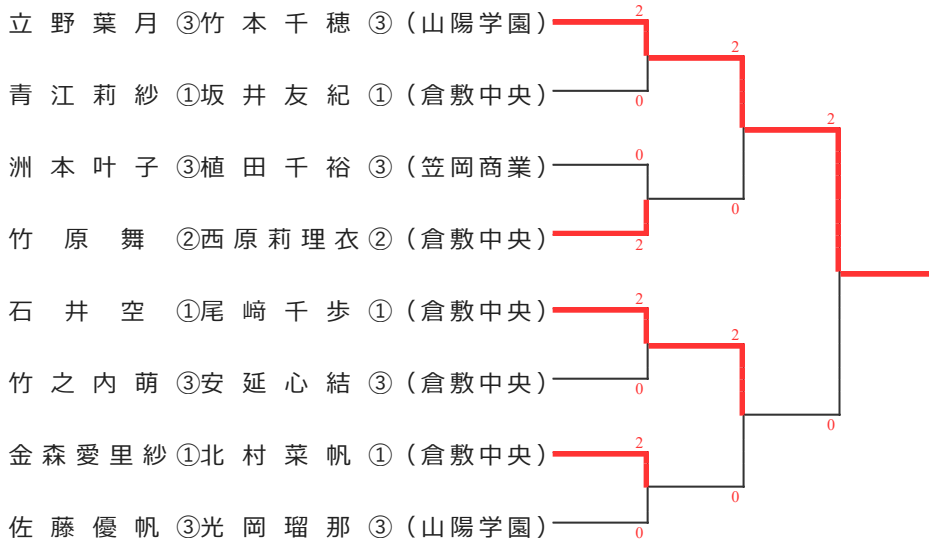 立野葉月③竹本千穂③(山陽学園)
2
2
青江莉紗①坂井友紀①(倉敷中央)
0
2
洲本叶子③植田千裕③(笠岡商業)
0
0
竹原舞②西原莉理衣②(倉敷中央)
2
石井空①尾﨑千歩①(倉敷中央)
2
2
竹之内萌③安延心結③(倉敷中央)
0
0
金森愛里紗①北村菜帆①(倉敷中央)
2
0
佐藤優帆③光岡瑠那③(山陽学園)
0